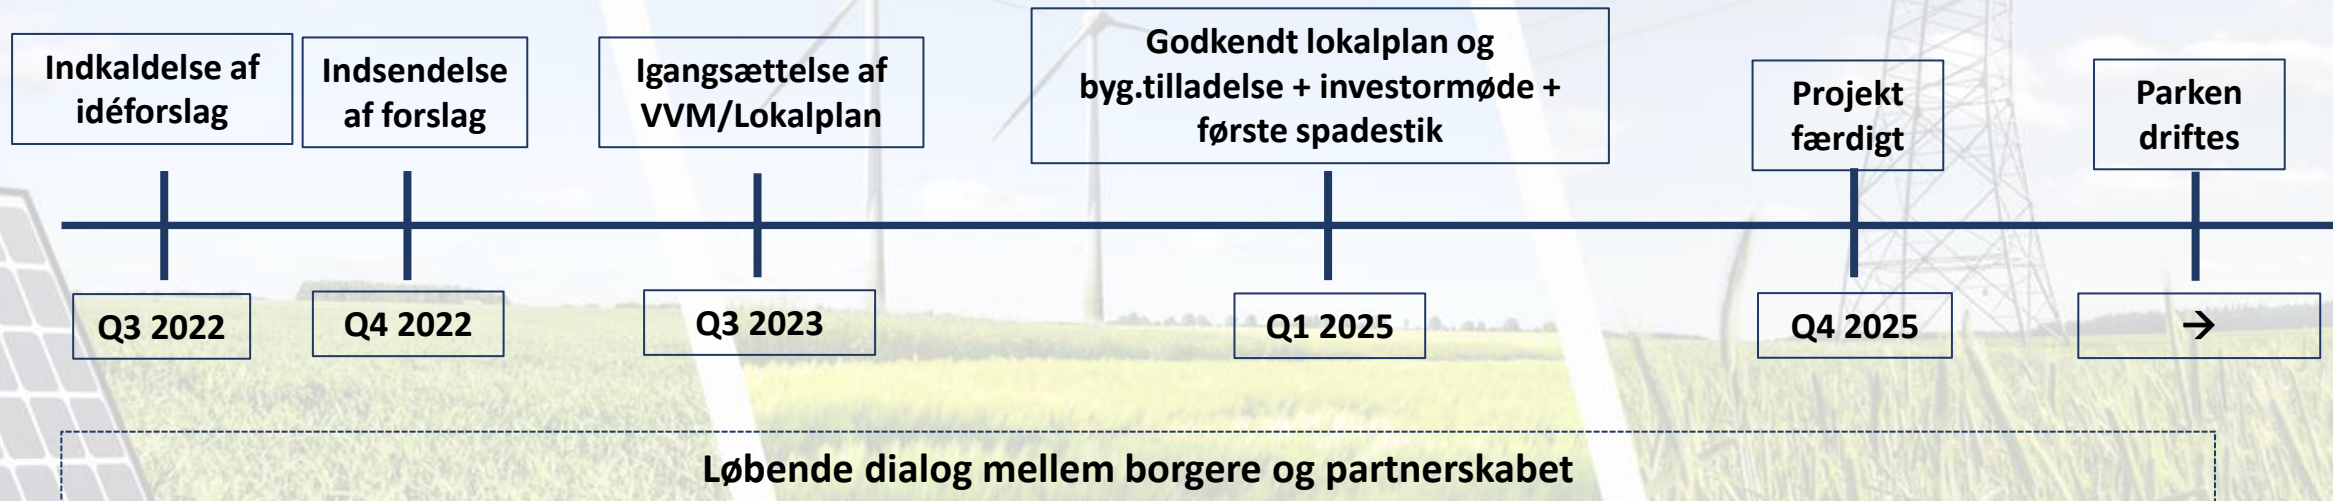 Indkaldelse af
idéforslag
Indsendelse
af forslag
Igangsættelse af
VVM/Lokalplan
Godkendt lokalplan og
byg.tilladelse + investormøde +
første spadestik
Projekt
færdigt
Parken
driftes
Q3 2022
Q4 2022
Q3 2023
Q1 2025
Q4 2025
→
Løbende dialog mellem borgere og partnerskabet